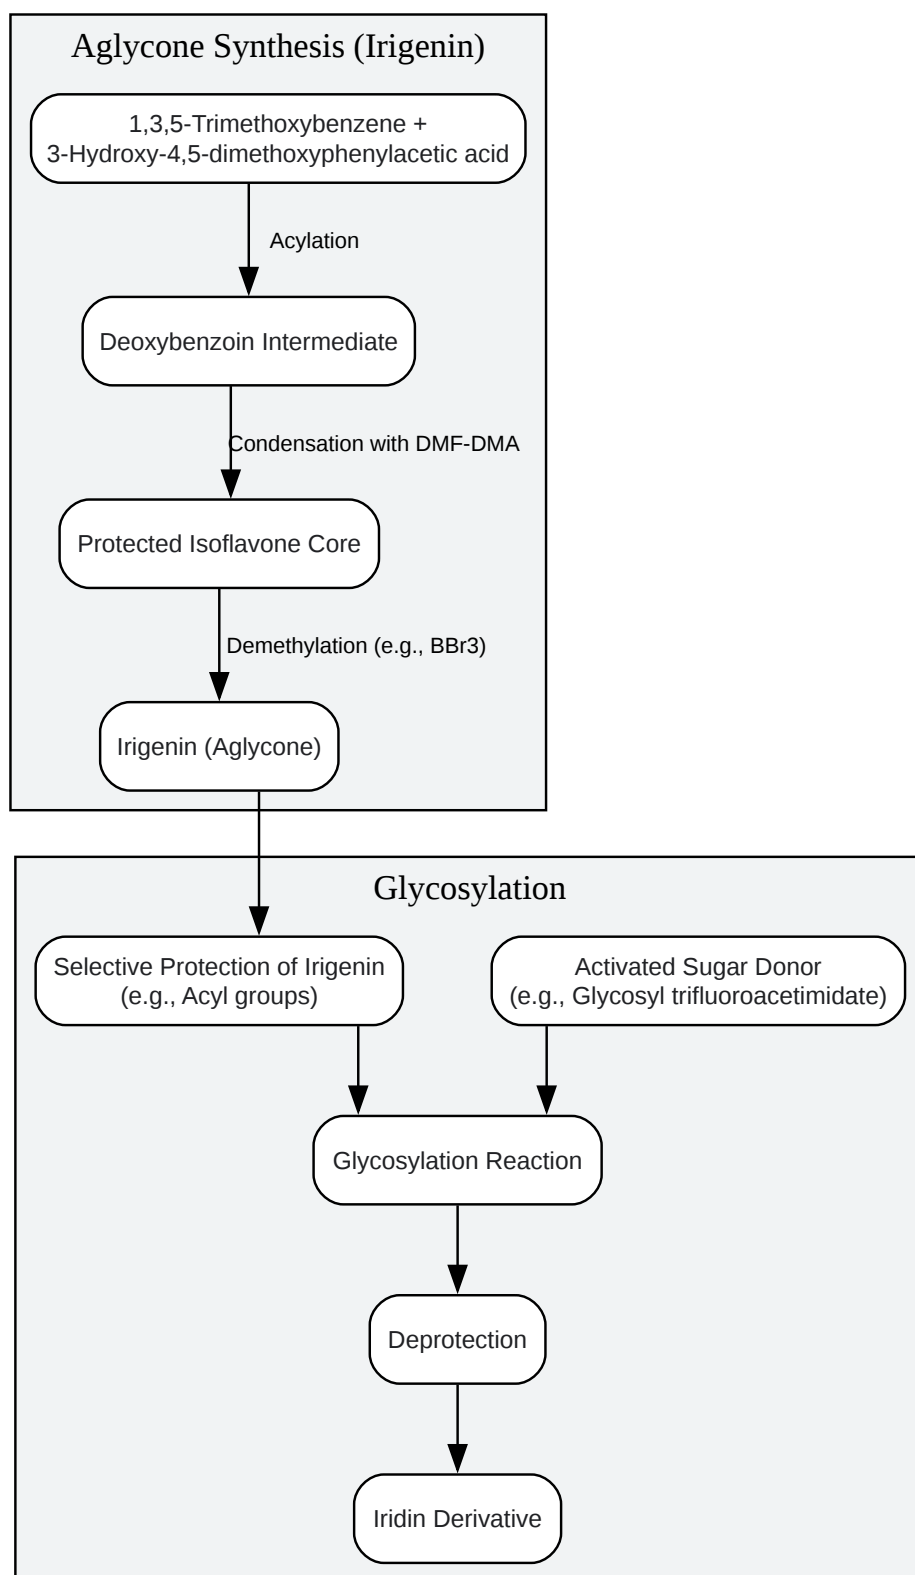 Aglycone Synthesis (Irigenin)
1,3,5-Trimethoxybenzene +
3-Hydroxy-4,5-dimethoxyphenylacetic acid
Acylation
Deoxybenzoin Intermediate
Condensation with DMF-DMA
Protected Isoflavone Core
Demethylation (e.g., BBr3)
Irigenin (Aglycone)
Glycosylation
Selective Protection of Irigenin
(e.g., Acyl groups)
Activated Sugar Donor
(e.g., Glycosyl trifluoroacetimidate)
Glycosylation Reaction
Deprotection
Iridin Derivative